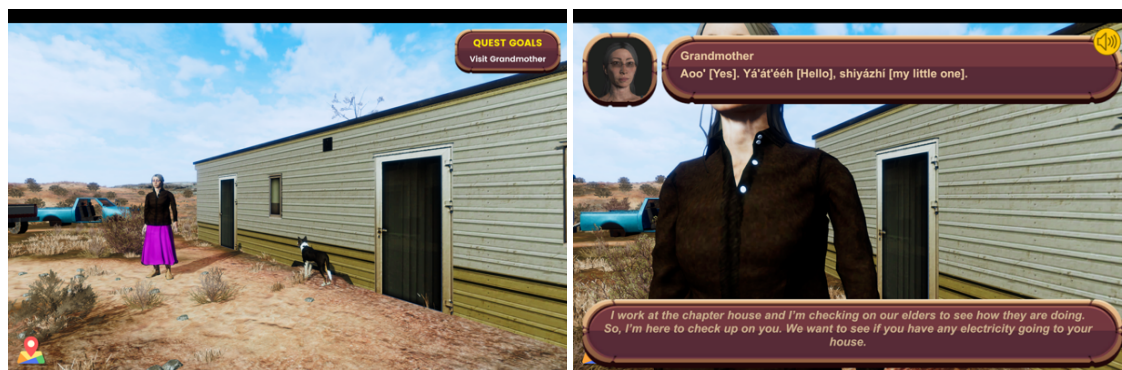 QUEST GOALS
Visit Grandmother
Grandmother
Aoo' [Yes]. Yá'át'ééh [Hello], shiyázhí [my little one].
I work at the chapter house and I'm checking on our elders to see how they are doing.
So, I'm here to check up on you. We want to see if you have any electricity going to your
house.